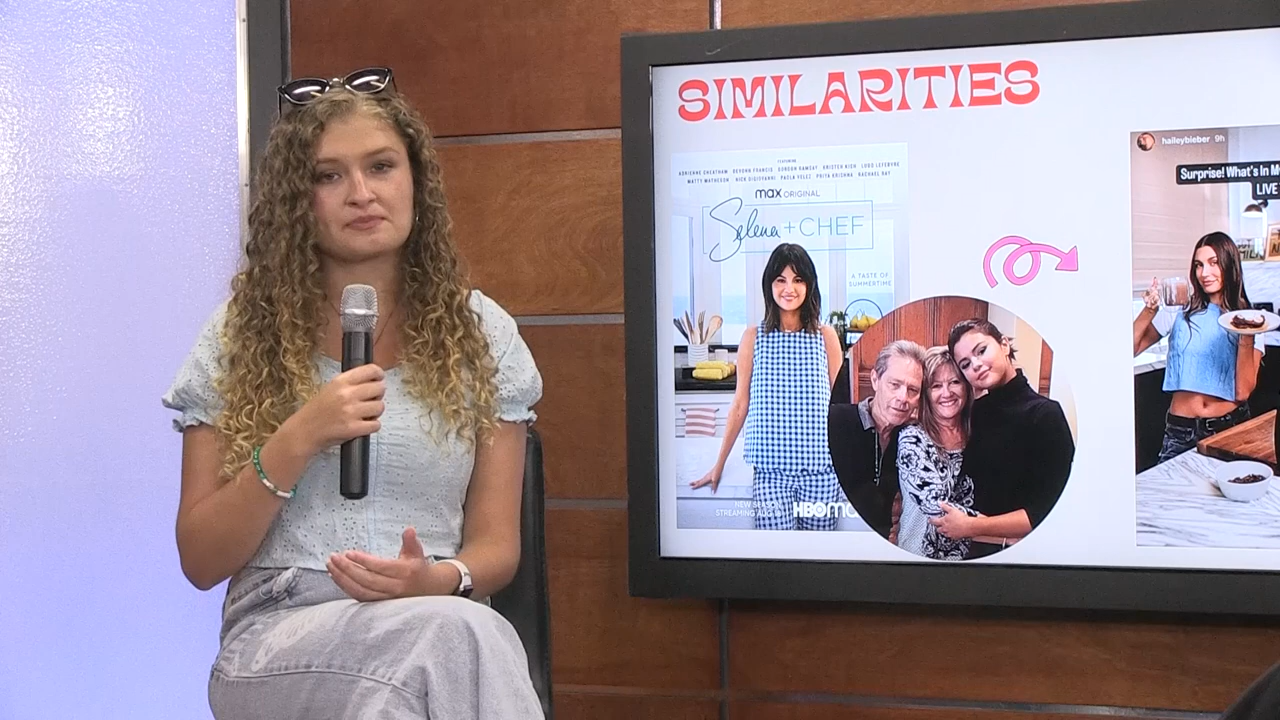 SIMILARITIES
FEATURING
ADRIENNE CHEATHAM DEVONN FRANCIS GORDON RAMSAY KRISTEN KISH LUDO LEFEBVRE
MATTY MATHESON NICK DIGIOVANNI PAOLA VELEZ PRIYA KRISHNA RACHAEL RAY
max ORIGINAL
Selena + CHEF
A TASTE OF
SUMMERTIME
NEW SEASON
STREAMING AUG
HBO
haileybieber 9h
Surprise! What's In M
LIVE